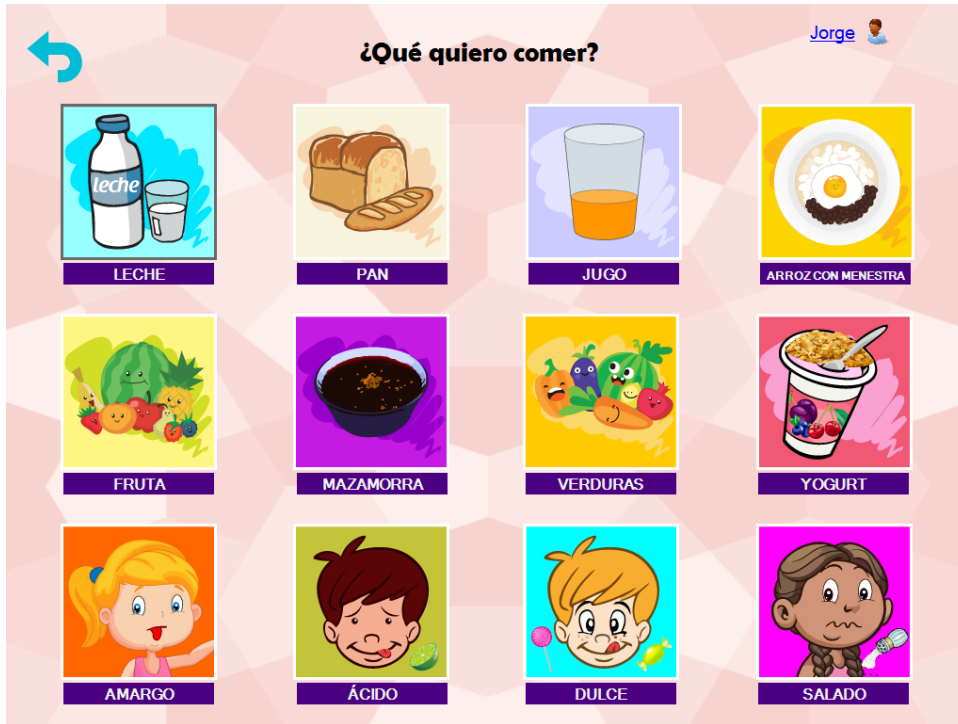 Jorge
¿Qué quiero comer?
leche
LECHE
PAN
JUGO
ARROZ CON MENESTRA
FRUTA
MAZAMORRA
VERDURAS
YOGURT
AMARGO
ÁCIDO
DULCE
SALADO